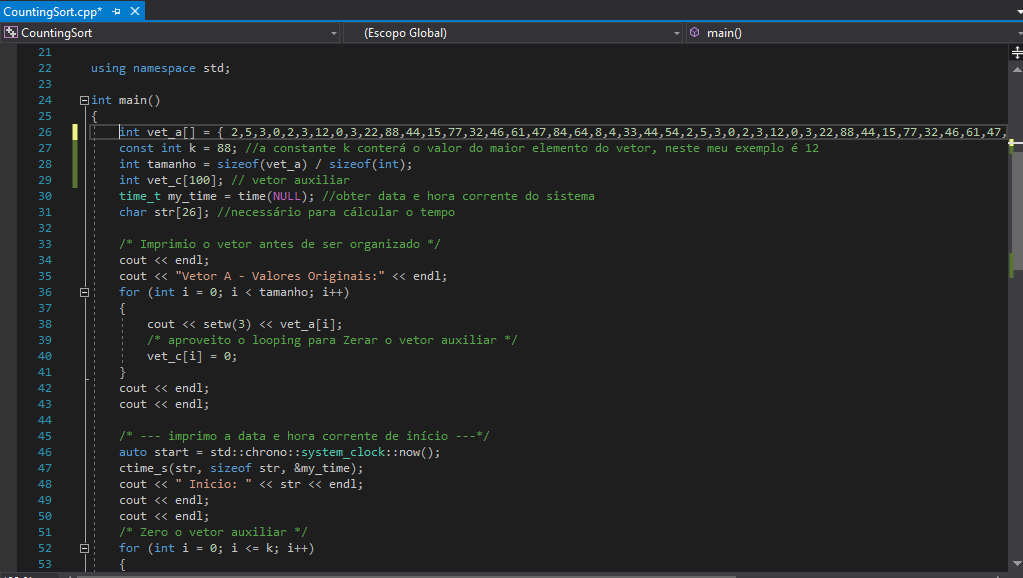 CountingSort.cpp*
CountingSort (Escopo Global) main()
21
22 using namespace std;
23
24 int main()
25 {
26 int vet_a[] = { 2,5,3,0,2,3,12,0,3,22,88,44,15,77,32,46,61,47,84,64,8,4,33,44,54,2,5,3,0,2,3,12,0,3,22,88,44,15,77,32,46,61,47,
27 const int k = 88; //a constante k conterá o valor do maior elemento do vetor, neste meu exemplo é 12
28 int tamanho = sizeof(vet_a) / sizeof(int);
29 int vet_c[100]; // vetor auxiliar
30 time_t my_time = time(NULL); //obter data e hora corrente do sistema
31 char str[26]; //necessário para cálcular o tempo
32
33 /* Imprimio o vetor antes de ser organizado */
34 cout << endl;
35 cout << "Vetor A - Valores Originais:" << endl;
36 for (int i = 0; i < tamanho; i++)
37 {
38 cout << setw(3) << vet_a[i];
39 /* aproveito o looping para Zerar o vetor auxiliar */
40 vet_c[i] = 0;
41 }
42 cout << endl;
43 cout << endl;
44
45 /* --- imprimo a data e hora corrente de início ---*/
46 auto start = std::chrono::system_clock::now();
47 ctime_s(str, sizeof str, &my_time);
48 cout << " Inicio: " << str << endl;
49 cout << endl;
50 cout << endl;
51 /* Zero o vetor auxiliar */
52 for (int i = 0; i <= k; i++)
53 {